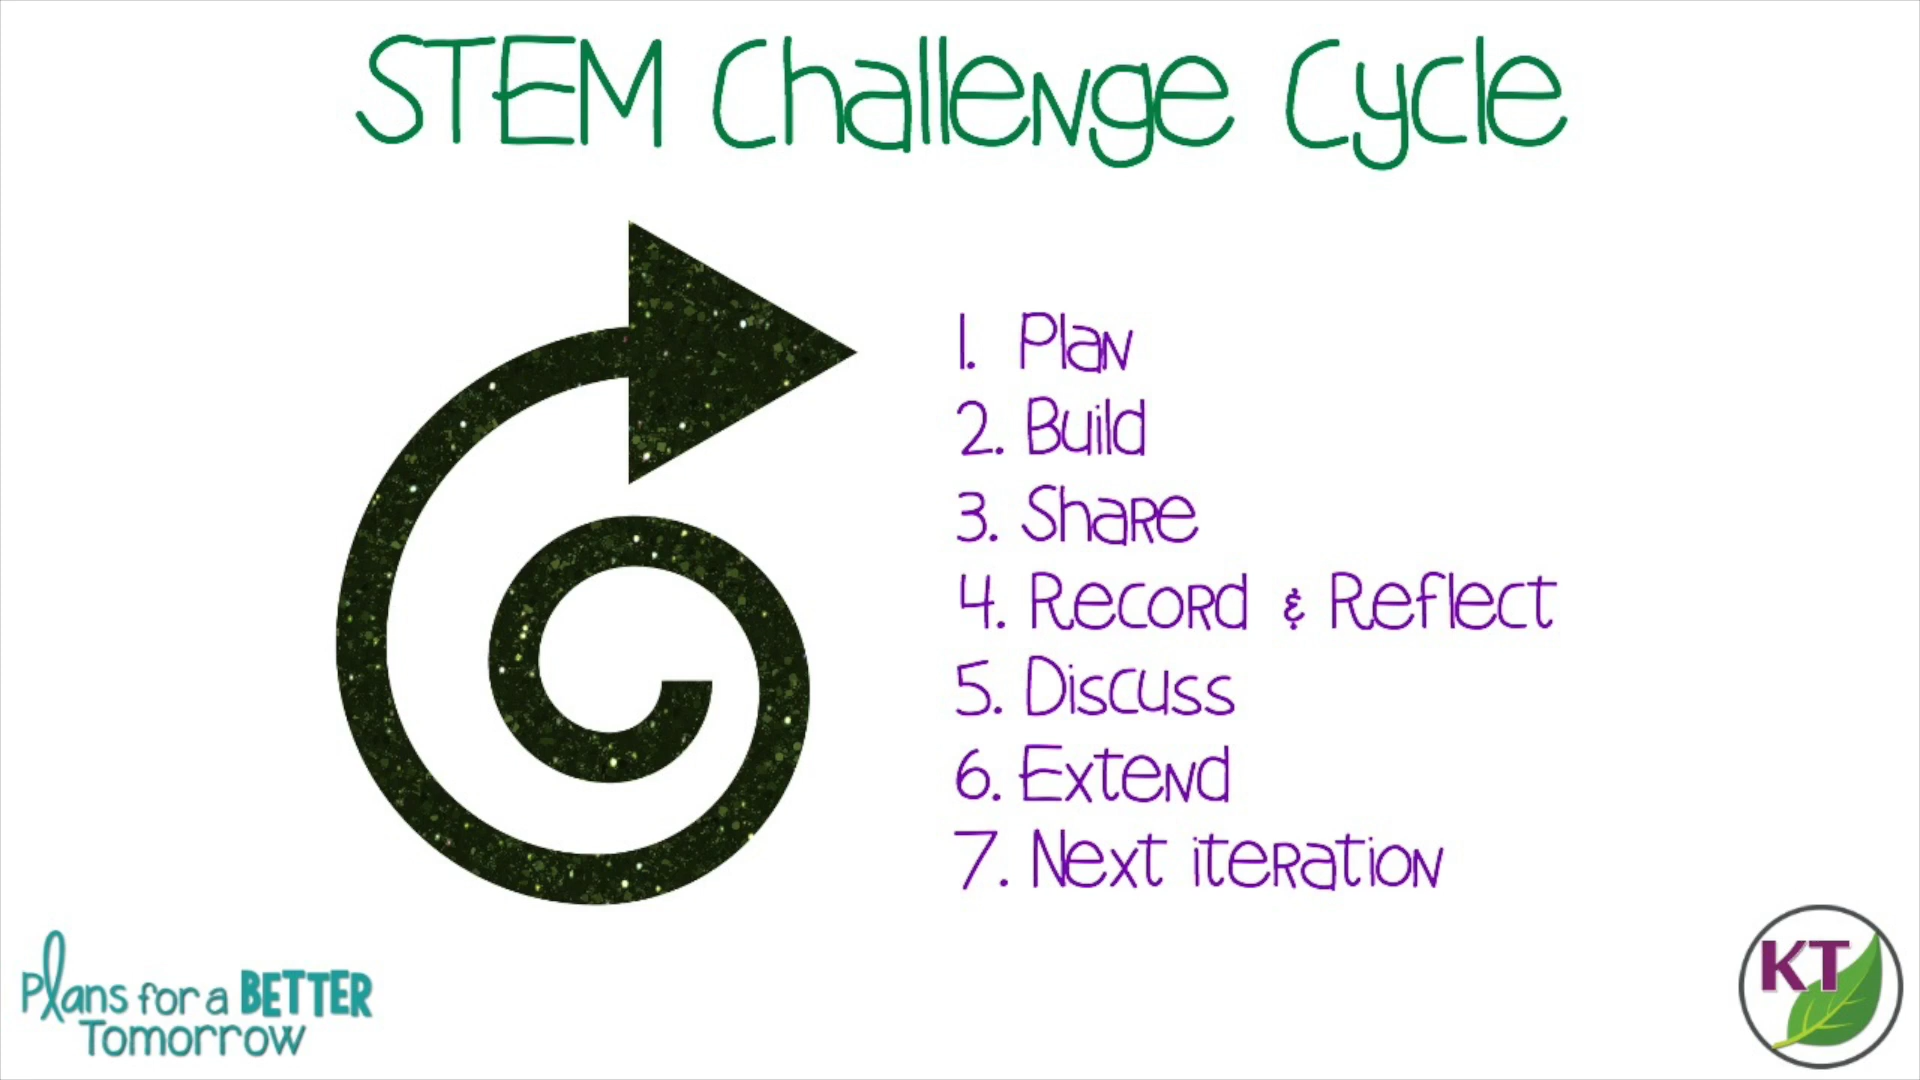 STEM Challenge Cycle
1. Plan
2. Build
3. Share
4. Record & Reflect
5. Discuss
6. Extend
7. Next iteration
Plans for a BETTER
Tomorrow
KT